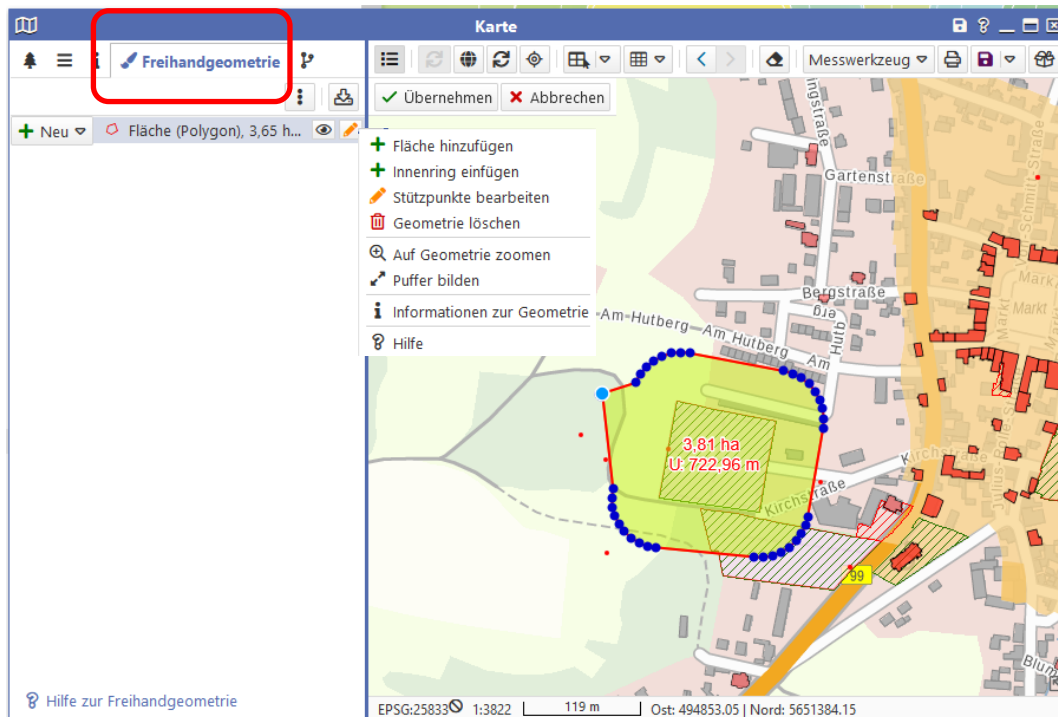 Karte
Freihandgeometrie
Messwerkzeug
Übernehmen
Abbrechen
Neu
Fläche (Polygon), 3,65 h...
Fläche hinzufügen
Innenring einfügen
Stützpunkte bearbeiten
Geometrie löschen
Auf Geometrie zoomen
Puffer bilden
Informationen zur Geometrie
Hilfe
Gartenstraße
Bergstraße
Markt
Am Hutberg
Am Hutberg
Am
3,81 ha
U: 722,96 m
Kirchstraße
Kirchstraße
99
Hilfe zur Freihandgeometrie
EPSG:25833
1:3822
119 m
Ost: 494853.05 | Nord: 5651384.15